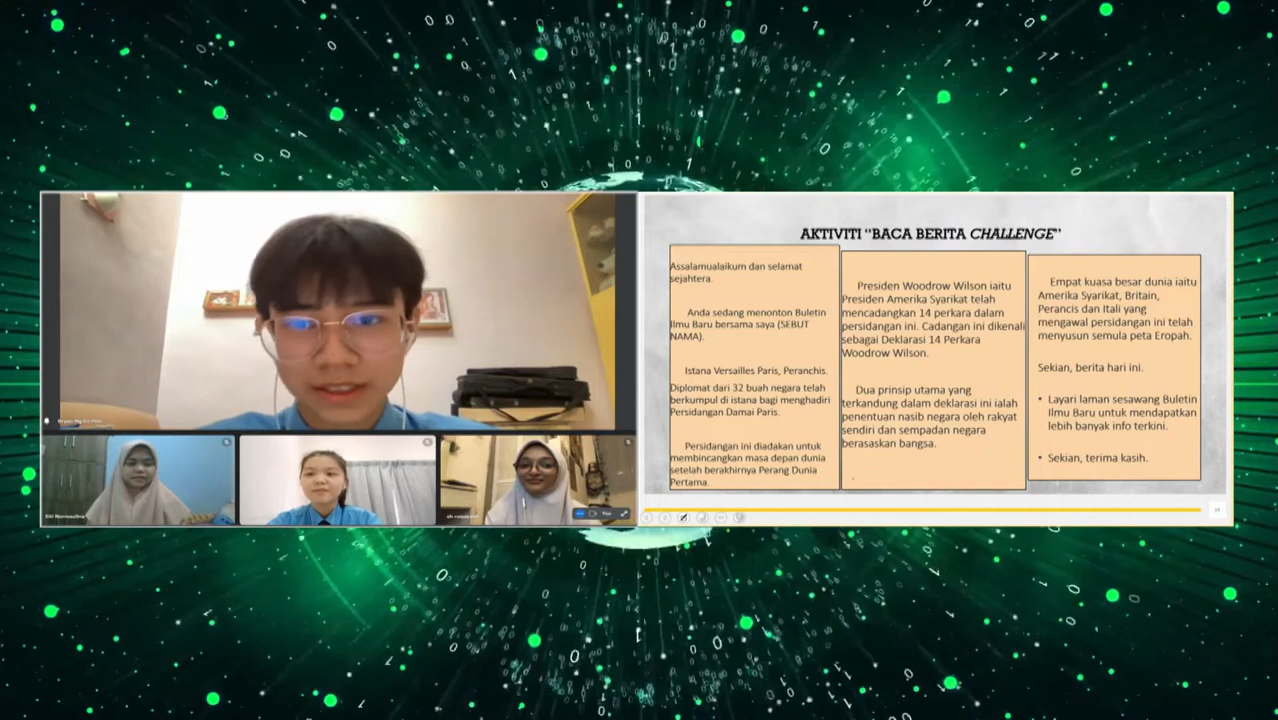 AKTIVITI “BACA BERITA CHALLENGE”
Assalamualaikum dan selamat
sejahtera.
Anda sedang menonton Buletin
Ilmu Baru bersama saya (SEBUT
NAMA).
Istana Versailles Paris, Peranchis.
Diplomat dari 32 buah negara telah
berkumpul di istana bagi menghadiri
Persidangan Damai Paris.
Persidangan ini diadakan untuk
membincangkan masa depan dunia
setelah berakhirnya Perang Dunia
Pertama.
Presiden Woodrow Wilson iaitu
Presiden Amerika Syarikat telah
mencadangkan 14 perkara dalam
persidangan ini. Cadangan ini dikenali
sebagai Deklarasi 14 Perkara
Woodrow Wilson.
Dua prinsip utama yang
terkandung dalam deklarasi ini ialah
penentuan nasib negara oleh rakyat
sendiri dan sempadan negara
berasaskan bangsa.
Empat kuasa besar dunia iaitu
Amerika Syarikat, Britain,
Perancis dan Itali yang
mengawal persidangan ini telah
menyusun semula peta Eropah.
Sekian, berita hari ini.
• Layari laman sesawang Buletin
Ilmu Baru untuk mendapatkan
lebih banyak info terkini.
• Sekian, terima kasih.